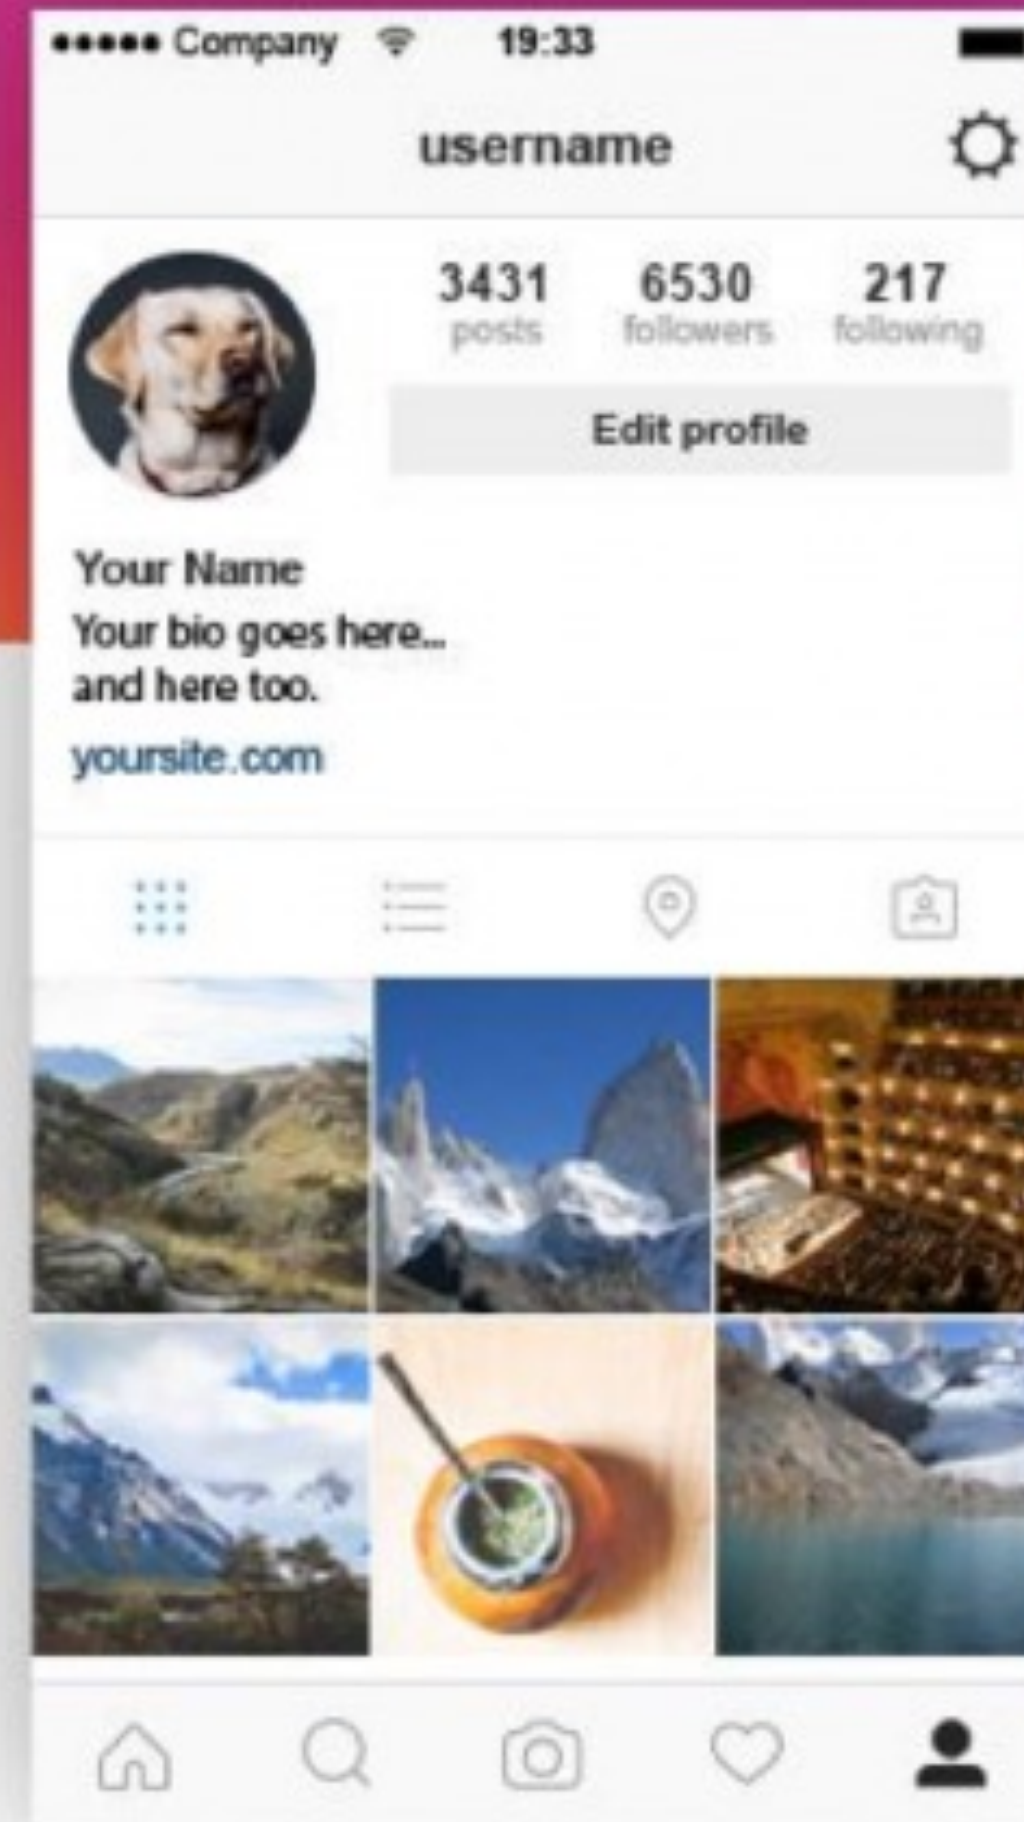 Company 19:33
username
3431 6530 217
posts followers following
Edit profile
Your Name
Your bio goes here...
and here too.
yoursite.com